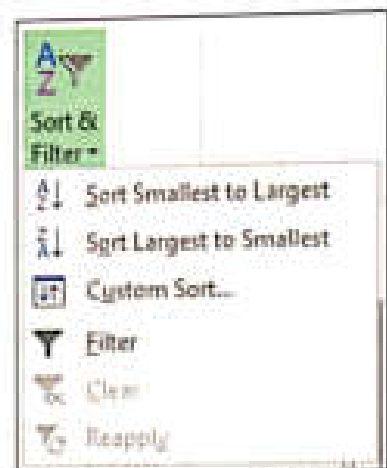 Sort &
Filter
Sort Smallest to Largest
Sort Largest to Smallest
Custom Sort...
Filter
Clear
Reapply